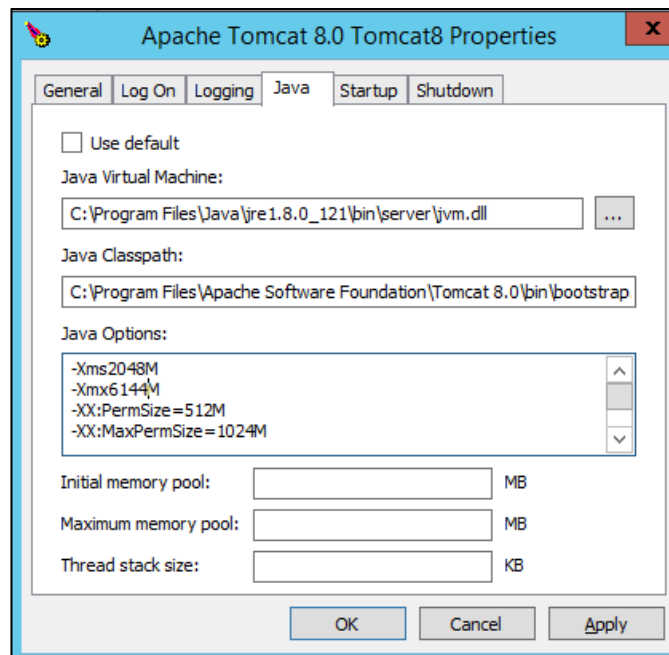 Apache Tomcat 8.0 Tomcat8 Properties
x
General Log On Logging Java Startup Shutdown
Use default
Java Virtual Machine:
C:\Program Files\Java\jre1.8.0_121\bin\server\jvm.dll
...
Java Classpath:
C:\Program Files\Apache Software Foundation\Tomcat 8.0\bin\bootstrap
Java Options:
-Xms2048M
-Xmx6144M
-XX:PermSize=512M
-XX:MaxPermSize=1024M
Initial memory pool: MB
Maximum memory pool: MB
Thread stack size: KB
OK Cancel Apply